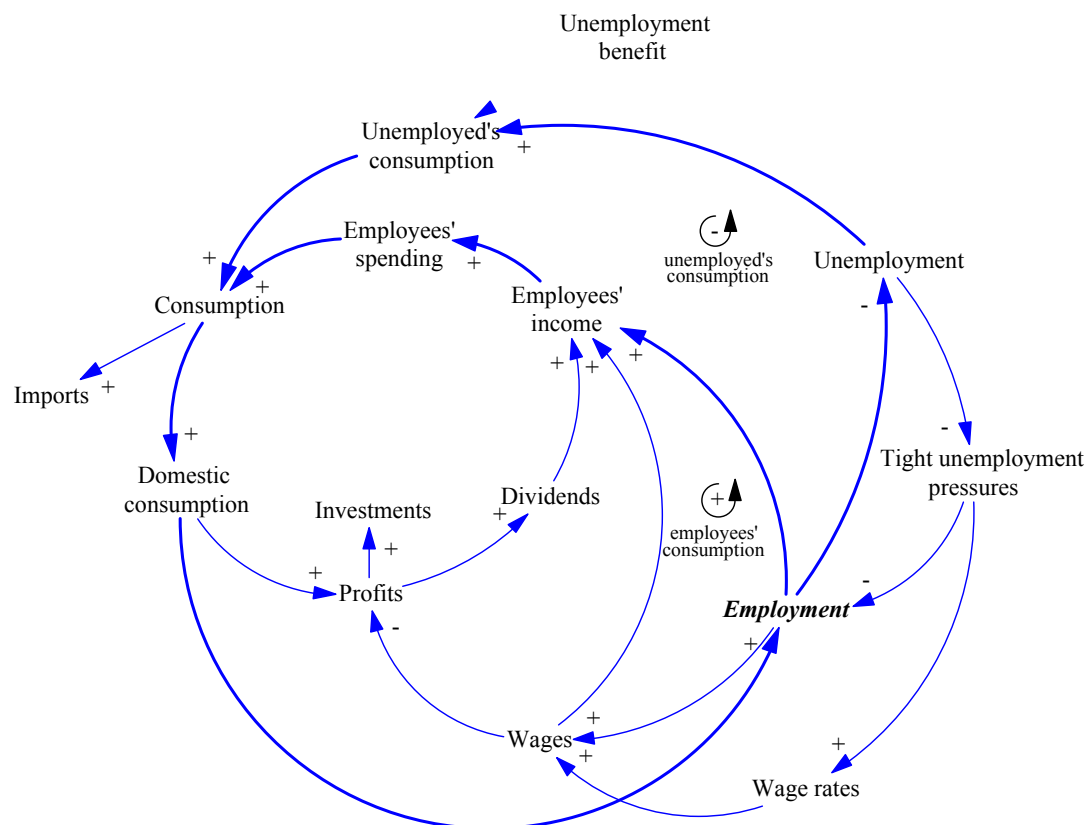 Unemployment
benefit
Unemployed's
consumption
+
Employees'
spending
-
unemployed's
consumption
Unemployment
+
+
+
Consumption
Employees'
income
-
+
Imports
+
+
+
+
-
Domestic
consumption
Tight unemployment
pressures
Investments
+
Dividends
+
+
employees'
consumption
+
Profits
-
Employment
-
+
+
Wages
+
+
Wage rates